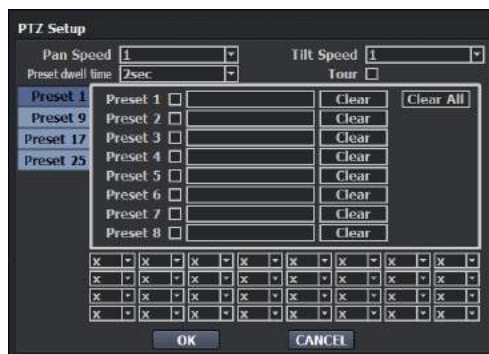 PTZ Setup
Pan Speed 1 Tilt Speed 1
Preset dwell time 2sec Tour
Preset 1
Preset 9
Preset 17
Preset 25
Preset 1 Clear Clear All
Preset 2 Clear
Preset 3 Clear
Preset 4 Clear
Preset 5 Clear
Preset 6 Clear
Preset 7 Clear
Preset 8 Clear
x x x x x x x x
x x x x x x x x
x x x x x x x x
x x x x x x x x
OK CANCEL